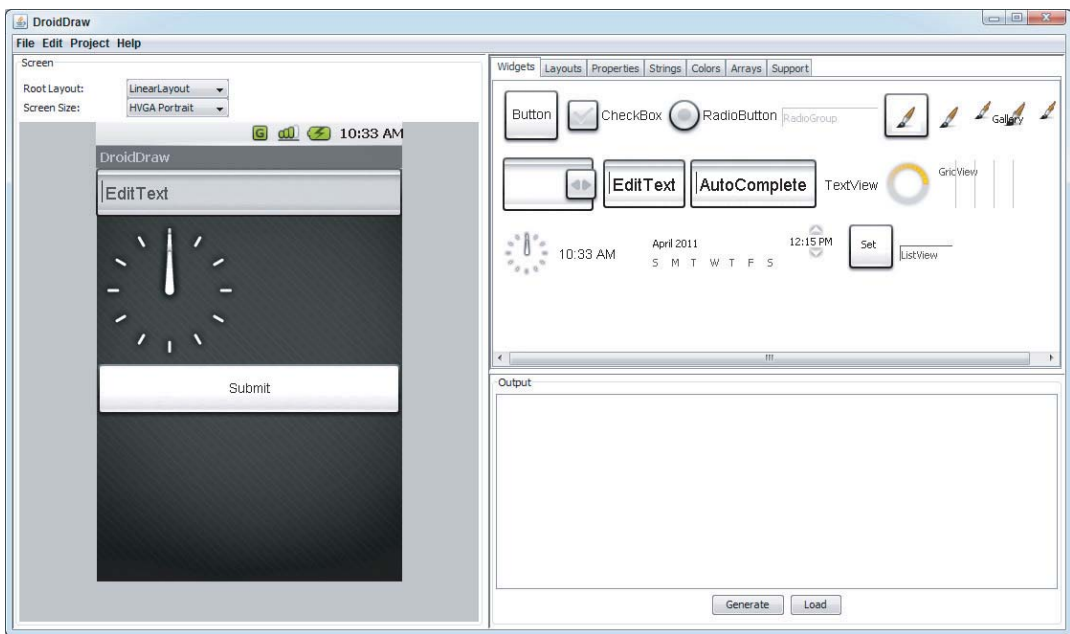 DroidDraw
File Edit Project Help
Screen
Root Layout: LinearLayout
Screen Size: HVGA Portrait
G 10:33 AM
DroidDraw
EditText
Submit
Widgets Layouts Properties Strings Colors Arrays Support
Button CheckBox RadioButton RadioGroup Gallery
EditText AutoComplete TextView GridView
10:33 AM April 2011 12:15 PM Set ListView
S M T W T F S
Output
Generate Load